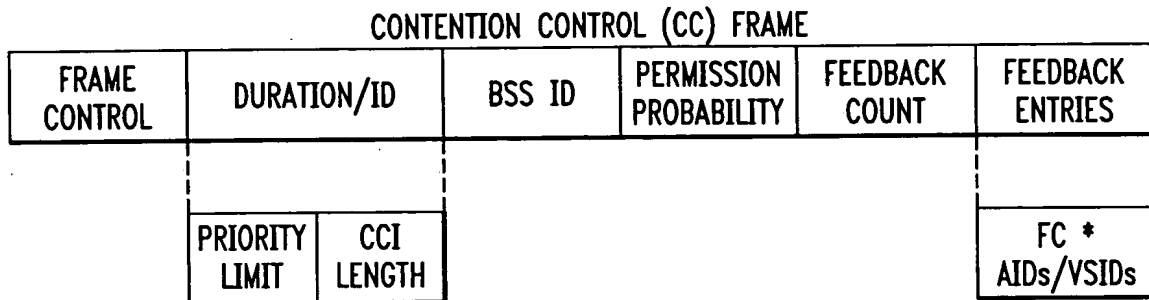 CONTENTION CONTROL (CC) FRAME
FRAME
CONTROL
DURATION/ID
BSS ID
PERMISSION
PROBABILITY
FEEDBACK
COUNT
FEEDBACK
ENTRIES
PRIORITY
LIMIT
CCI
LENGTH
FC *
AIDs/VSIDs